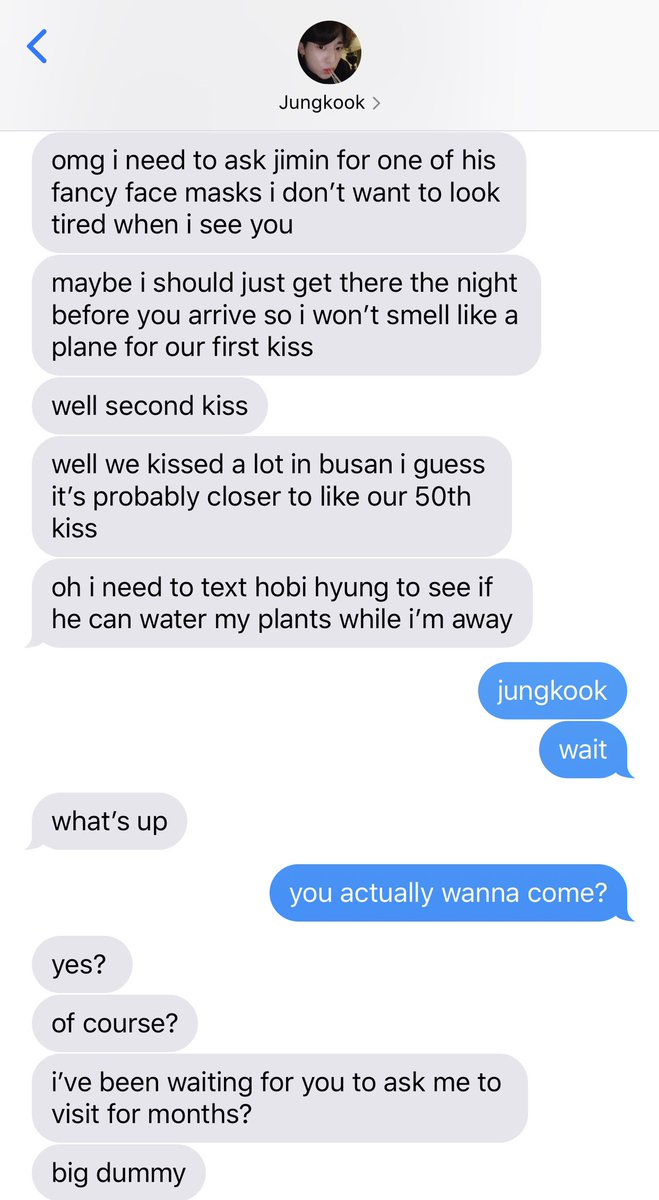 Jungkook
omg i need to ask jimin for one of his
fancy face masks i don’t want to look
tired when i see you
maybe i should just get there the night
before you arrive so i won’t smell like a
plane for our first kiss
well second kiss
well we kissed a lot in busan i guess
it’s probably closer to like our 50th
kiss
oh i need to text hobi hyung to see if
he can water my plants while i’m away
jungkook
wait
what’s up
you actually wanna come?
yes?
of course?
i’ve been waiting for you to ask me to
visit for months?
big dummy